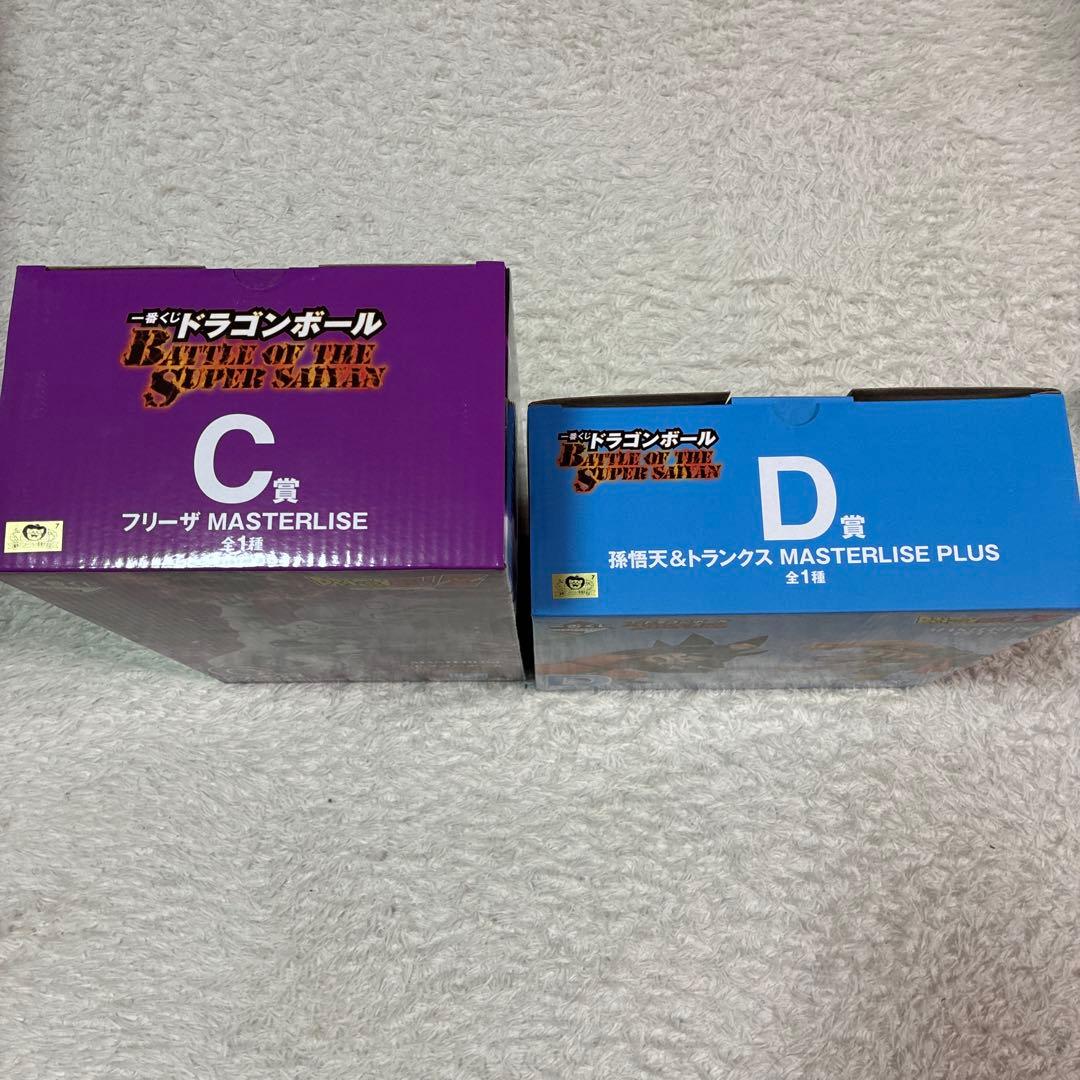 一番くじ ドラゴンボール
BATTLE OF THE
SUPER SAIYAN
C賞
フリーザ MASTERLISE
全1種
一番くじ ドラゴンボール
BATTLE OF THE
SUPER SAIYAN
D賞
孫悟天&トランクス MASTERLISE PLUS
全1種